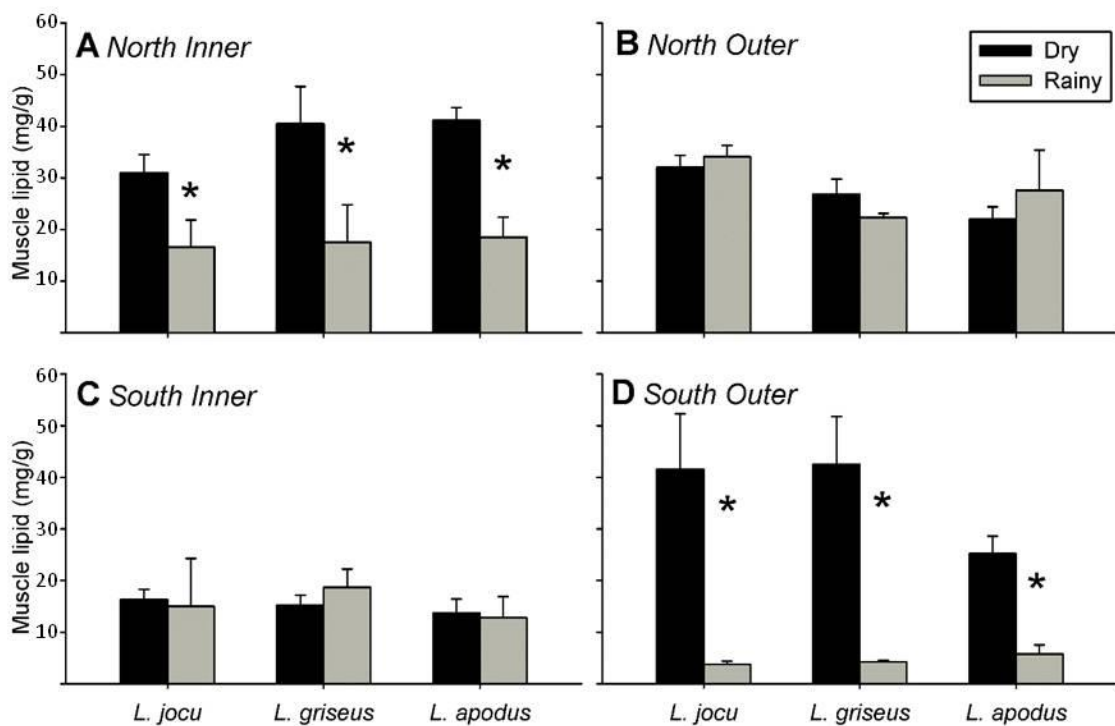 A North Inner
B North Outer
Dry
Rainy
Muscle lipid (mg/g)
60
50
40
30
20
10
*
*
*
C South Inner
D South Outer
Muscle lipid (mg/g)
60
50
40
30
20
10
*
*
*
L. jocu L. griseus L. apodus
L. jocu L. griseus L. apodus